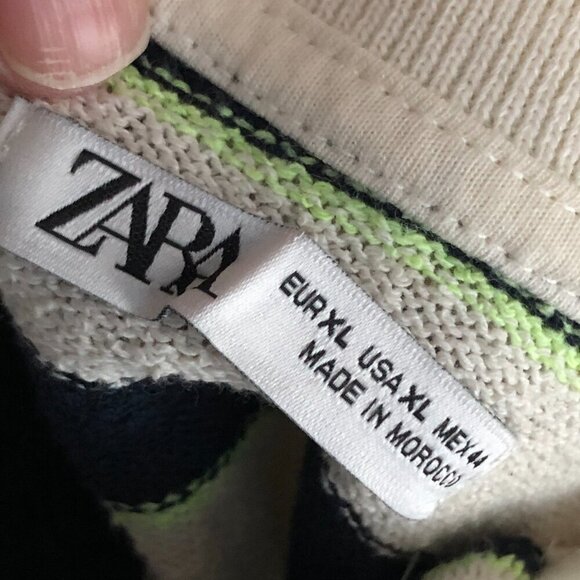 ZARA
EUR XL USA XL MEX 44
MADE IN MOROCCO